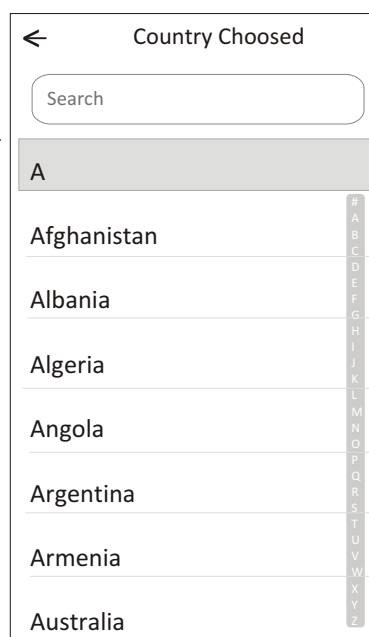 Country Choosed
Search
A
Afghanistan
Albania
Algeria
Angola
Argentina
Armenia
Australia
#
A
B
C
D
E
F
G
H
I
J
K
L
M
N
O
P
Q
R
S
T
U
V
W
X
Y
Z